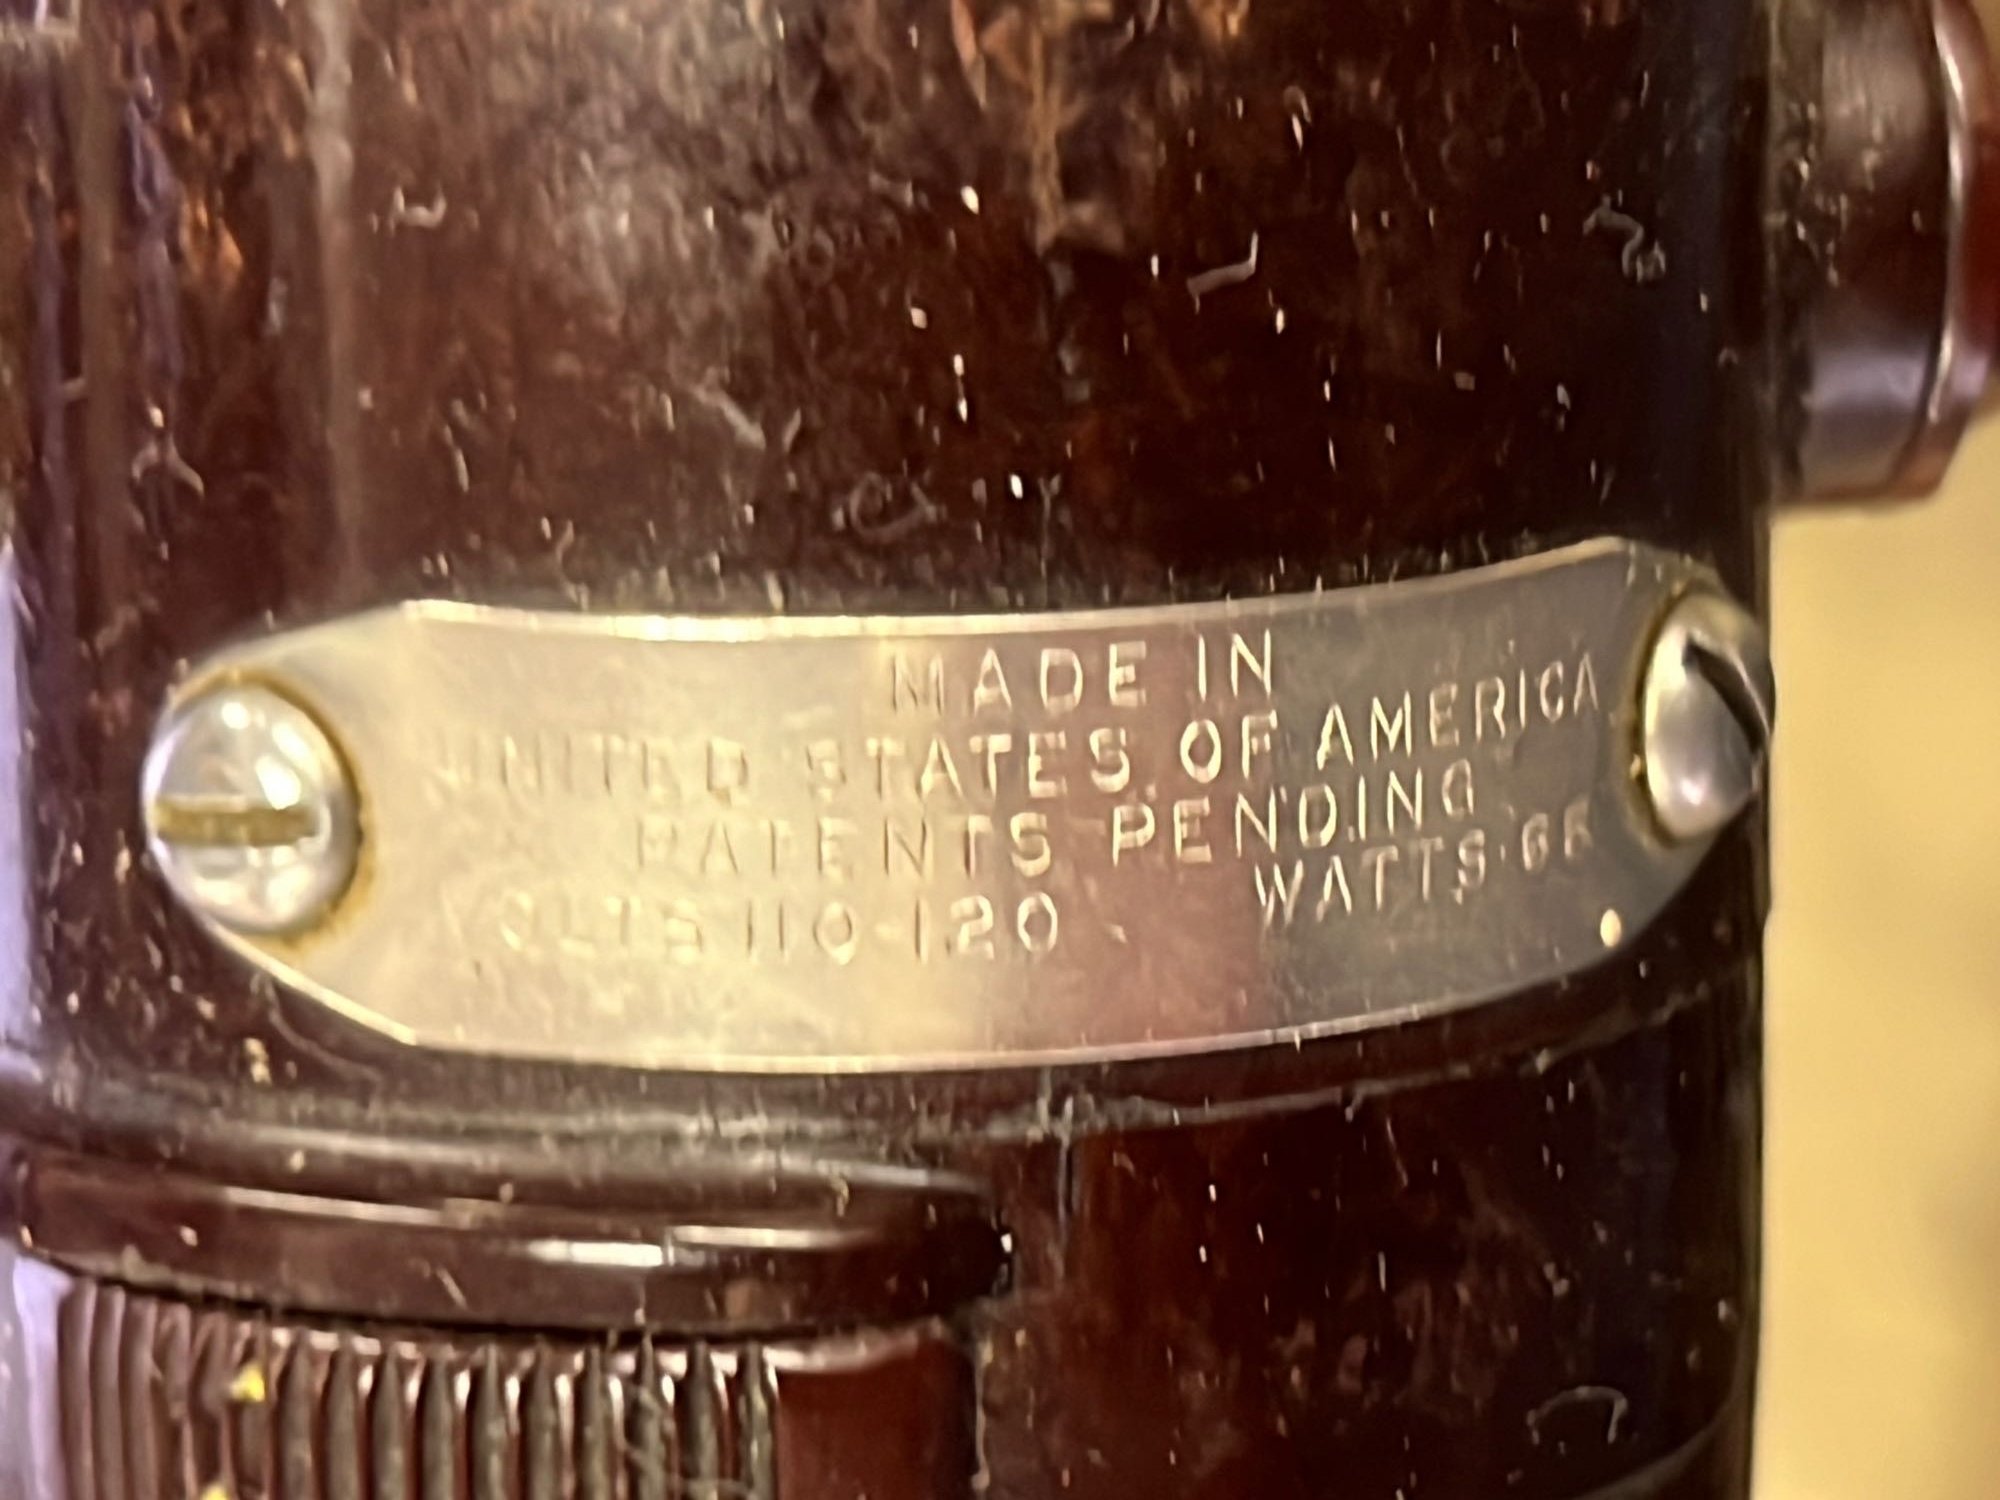 MADE IN
UNITED STATES OF AMERICA
PATENTS PENDING
VOLTS 110-120 WATTS·65